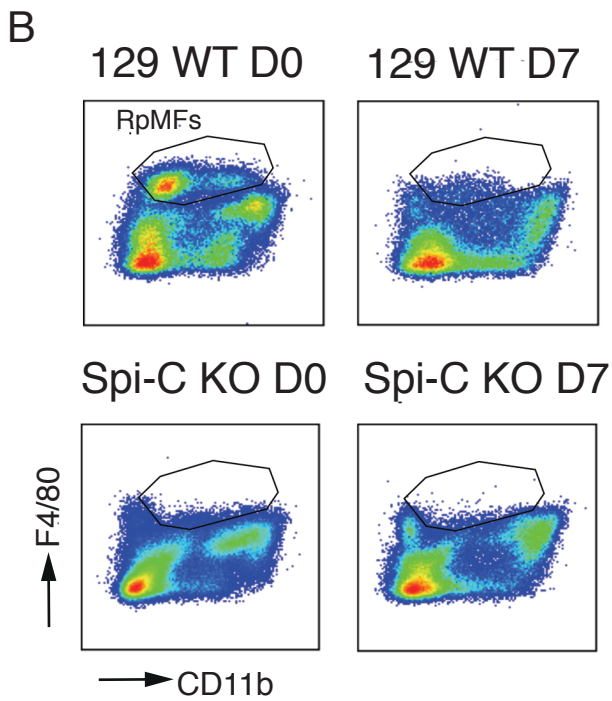 B
129 WT D0
129 WT D7
RpMFs
Spi-C KO D0
Spi-C KO D7
F4/80
CD11b